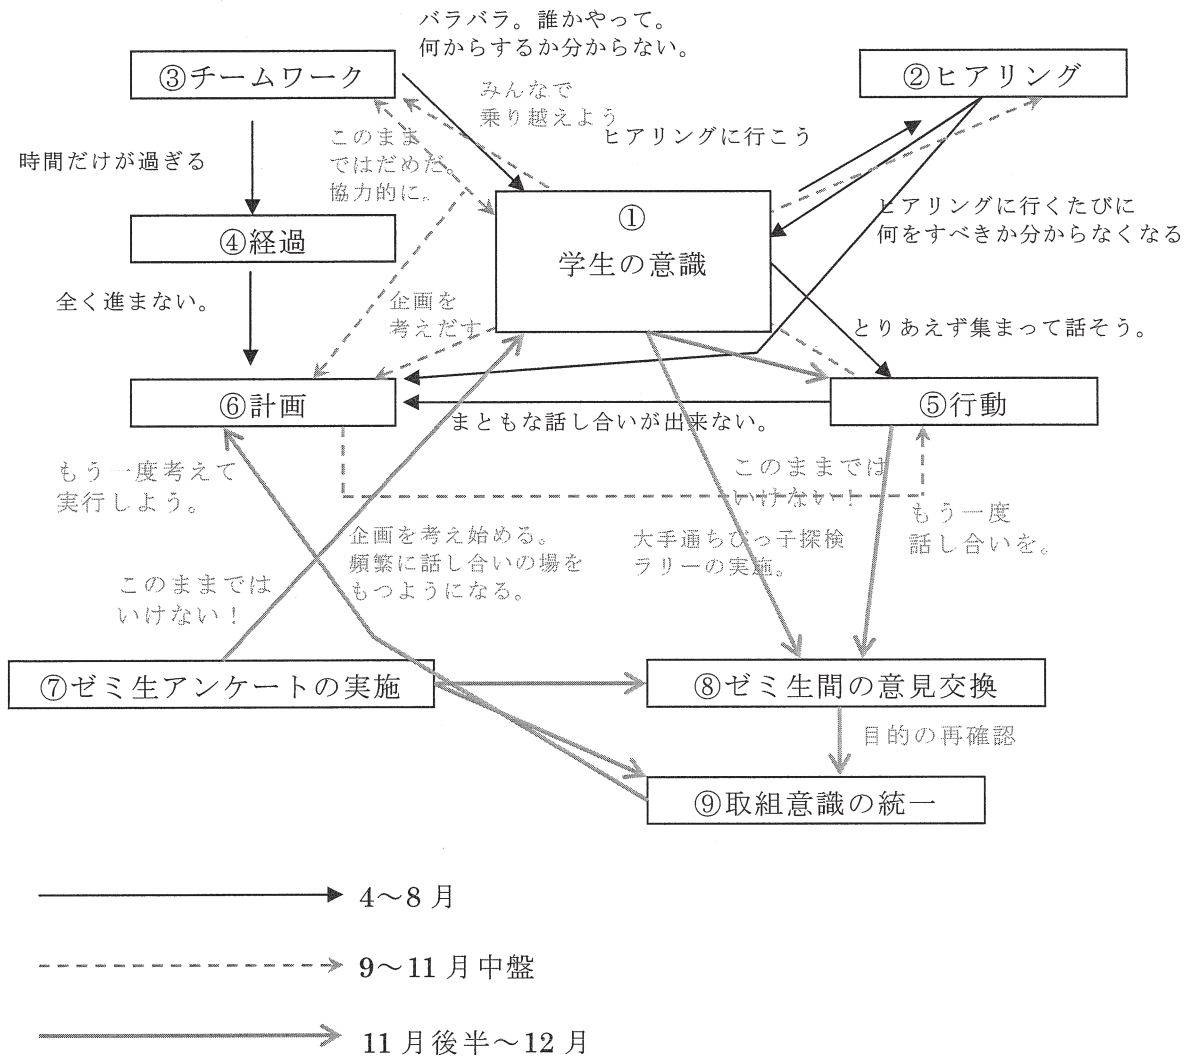 バラバラ。誰かやって。
何からするか分からない。
③チームワーク
②ヒアリング
みんなで
乗り越えよう
このまま
ではだめだ。
協力的に。
ヒアリングに行こう
時間だけが過ぎる
①
学生の意識
ヒアリングに行くたびに
何をすべきか分からなくなる
④経過
全く進まない。
企画を
考えだす
とりあえず集まって話そう。
⑥計画
⑤行動
まともな話し合いが出来ない。
もう一度考えて
実行しよう。
このままでは
いけない！
もう一度
話し合いを。
企画を考え始める。
頻繁に話し合いの場を
もつようになる。
大手通ちびっ子探検
ラリーの実施。
このままでは
いけない！
⑦ゼミ生アンケートの実施
⑧ゼミ生間の意見交換
目的の再確認
⑨取組意識の統一
4～8 月
9～11 月中盤
11 月後半～12 月